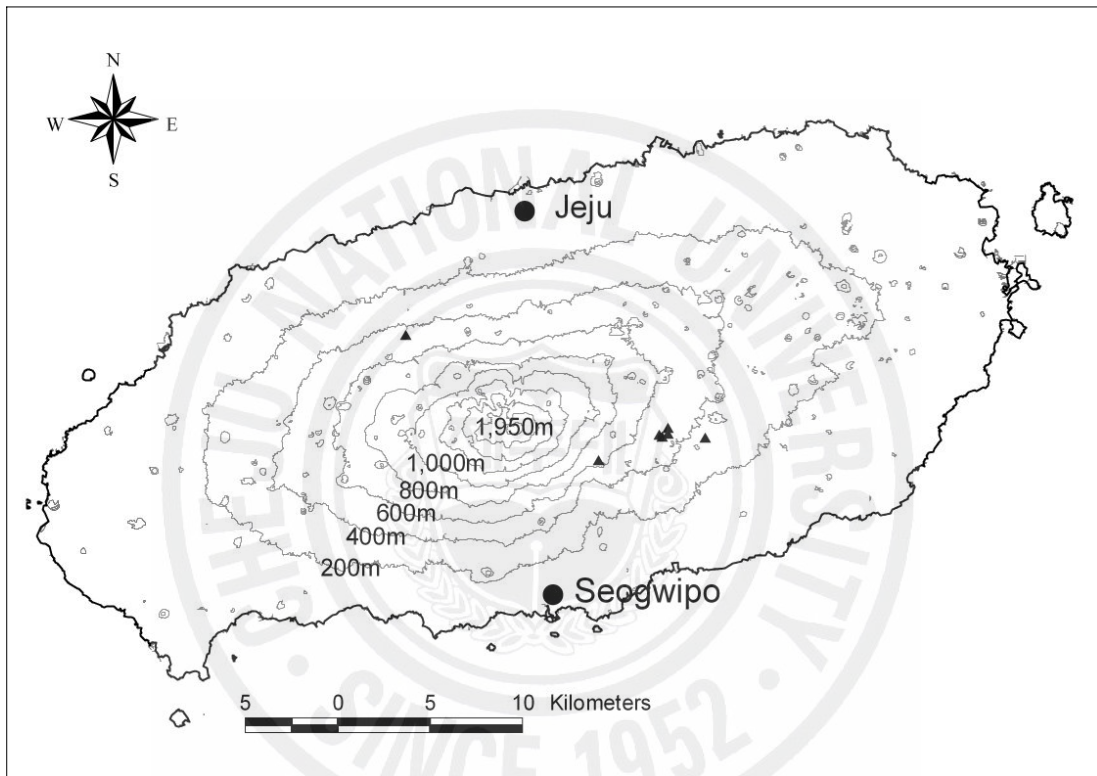 N
W E
S
Jeju
1,950m
1,000m
800m
600m
400m
200m
Seogwipo
5 0 5 10 Kilometers
CHEJU NATIONAL UNIVERSITY
SINCE 1952